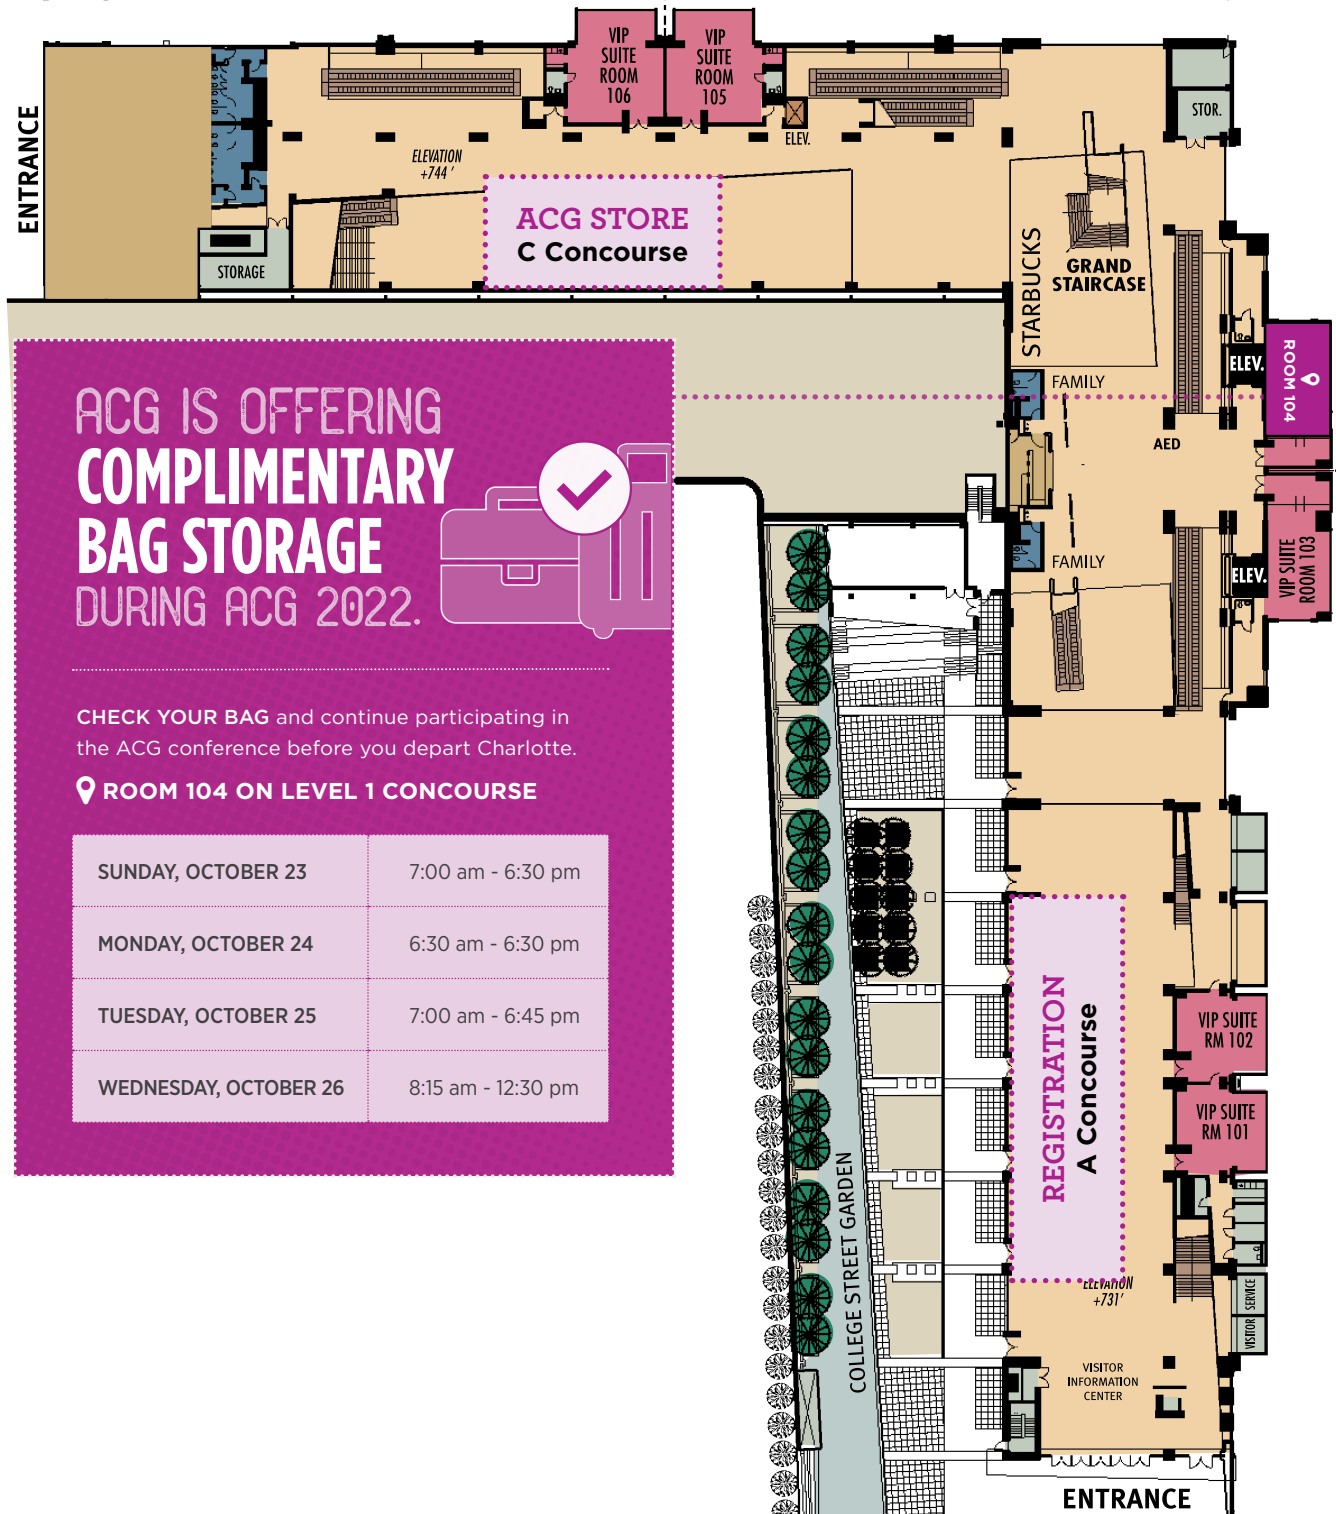 VIP
SUITE
ROOM
106
VIP
SUITE
ROOM
105
STOR.
ENTRANCE
ELEV.
ELEVATION
+744 '
ACG STORE
C Concourse
STORAGE
STARBUCKS
GRAND
STAIRCASE
ELEV.
ROOM 104
FAMILY
AED
FAMILY
ELEV.
VIP SUITE
ROOM 103
ACG IS OFFERING
COMPLIMENTARY
BAG STORAGE
DURING ACG 2022.
CHECK YOUR BAG and continue participating in
the ACG conference before you depart Charlotte.
ROOM 104 ON LEVEL 1 CONCOURSE
SUNDAY, OCTOBER 23 7:00 am - 6:30 pm
MONDAY, OCTOBER 24 6:30 am - 6:30 pm
TUESDAY, OCTOBER 25 7:00 am - 6:45 pm
WEDNESDAY, OCTOBER 26 8:15 am - 12:30 pm
REGISTRATION
A Concourse
VIP SUITE
RM 102
VIP SUITE
RM 101
COLLEGE STREET GARDEN
ELEVATION
+731'
VISITOR SERVICE
VISITOR
INFORMATION
CENTER
ENTRANCE